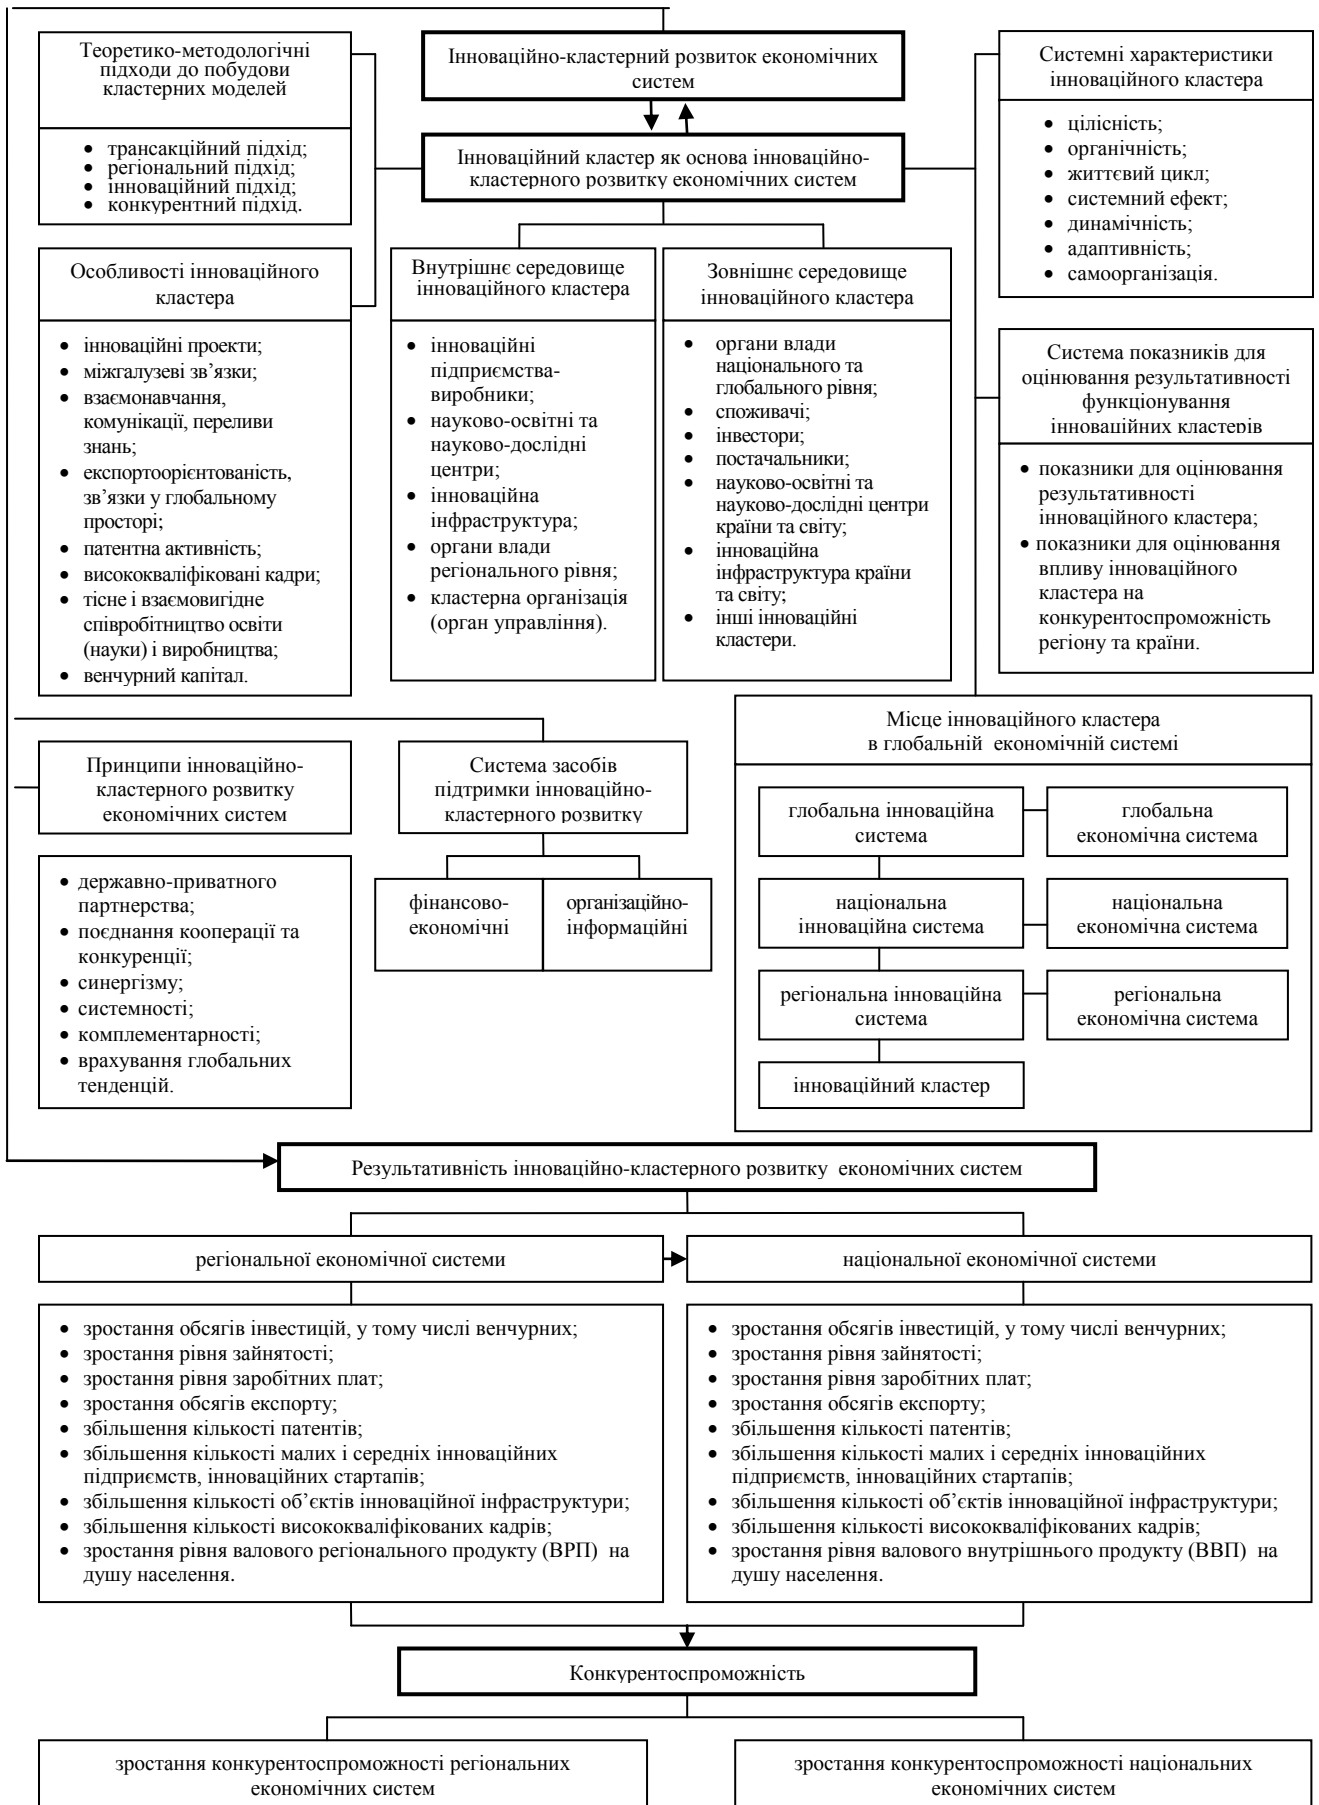 Теоретико-методологічні
підходи до побудови
кластерних моделей
трансакційний підхід;
регіональний підхід;
інноваційний підхід;
конкурентний підхід.
Інноваційно-кластерний розвиток економічних
систем
Інноваційний кластер як основа інноваційно-
кластерного розвитку економічних систем
Системні характеристики
інноваційного кластера
цілісність;
органічність;
життєвий цикл;
системний ефект;
динамічність;
адаптивність;
самоорганізація.
Особливості інноваційного
кластера
інноваційні проекти;
міжгалузеві зв’язки;
взаємонавчання,
комунікації, переливи
знань;
експортоорієнтованість,
зв’язки у глобальному
просторі;
патентна активність;
висококваліфіковані кадри;
тісне і взаємовигідне
співробітництво освіти
(науки) і виробництва;
венчурний капітал.
Внутрішнє середовище
інноваційного кластера
інноваційні
підприємства-
виробники;
науково-освітні та
науково-дослідні
центри;
інноваційна
інфраструктура;
органи влади
регіонального рівня;
кластерна організація
(орган управління).
Зовнішнє середовище
інноваційного кластера
органи влади
національного та
глобального рівня;
споживачі;
інвестори;
постачальники;
науково-освітні та
науково-дослідні центри
країни та світу;
інноваційна
інфраструктура країни
та світу;
інші інноваційні
кластери.
Система показників для
оцінювання результативності
функціонування
інноваційних кластерів
показники для оцінювання
результативності
інноваційного кластера;
показники для оцінювання
впливу інноваційного
кластера на
конкурентоспроможність
регіону та країни.
Принципи інноваційно-
кластерного розвитку
економічних систем
державно-приватного
партнерства;
поєднання кооперації та
конкуренції;
синергізму;
системності;
комплементарності;
врахування глобальних
тенденцій.
Система засобів
підтримки інноваційно-
кластерного розвитку
фінансово-
економічні
організаційно-
інформаційні
Місце інноваційного кластера
в глобальній економічній системі
глобальна інноваційна
система
глобальна
економічна система
національна
інноваційна система
національна
економічна система
регіональна інноваційна
система
регіональна
економічна система
інноваційний кластер
Результативність інноваційно-кластерного розвитку економічних систем
регіональної економічної системи
зростання обсягів інвестицій, у тому числі венчурних;
зростання рівня зайнятості;
зростання рівня заробітних плат;
зростання обсягів експорту;
збільшення кількості патентів;
збільшення кількості малих і середніх інноваційних
підприємств, інноваційних стартапів;
збільшення кількості об’єктів інноваційної інфраструктури;
збільшення кількості висококваліфікованих кадрів;
зростання рівня валового регіонального продукту (ВРП) на
душу населення.
національної економічної системи
зростання обсягів інвестицій, у тому числі венчурних;
зростання рівня зайнятості;
зростання рівня заробітних плат;
зростання обсягів експорту;
збільшення кількості патентів;
збільшення кількості малих і середніх інноваційних
підприємств, інноваційних стартапів;
збільшення кількості об’єктів інноваційної інфраструктури;
збільшення кількості висококваліфікованих кадрів;
зростання рівня валового внутрішнього продукту (ВВП) на
душу населення.
Конкурентоспроможність
зростання конкурентоспроможності регіональних
економічних систем
зростання конкурентоспроможності національних
економічних систем